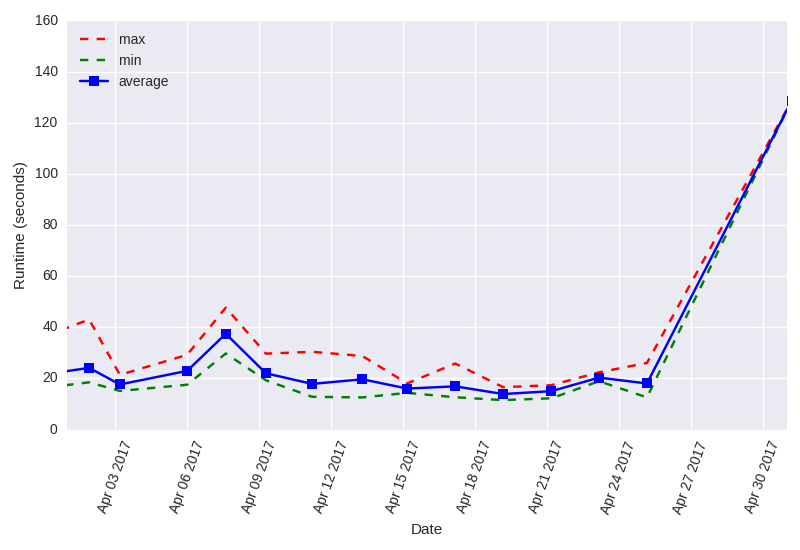 160
140
120
100
80
60
40
20
0
Runtime (seconds)
max
min
average
Apr 03 2017
Apr 06 2017
Apr 09 2017
Apr 12 2017
Apr 15 2017
Apr 18 2017
Apr 21 2017
Apr 24 2017
Apr 27 2017
Apr 30 2017
Date